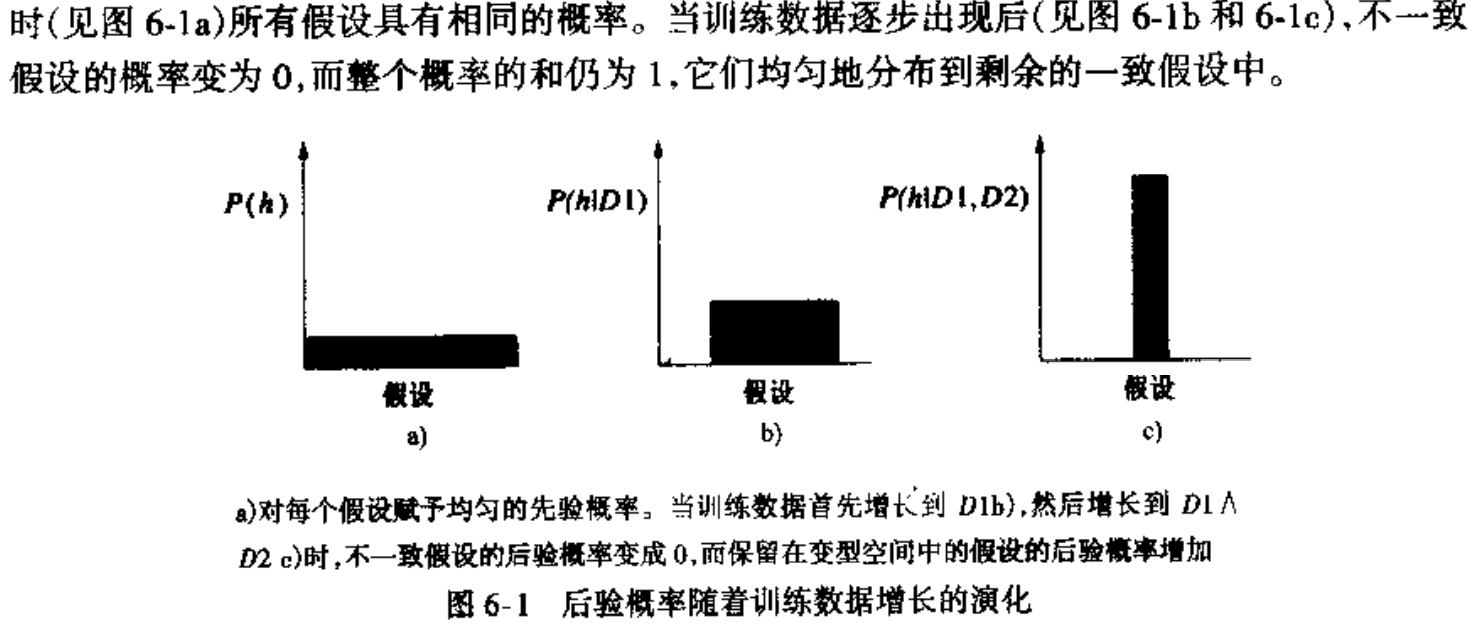 时(见图 6-1a)所有假设具有相同的概率。当训练数据逐步出现后(见图 6-1b 和 6-1c),不一致
假设的概率变为 0,而整个概率的和仍为 1,它们均匀地分布到剩余的一致假设中。
P(h)
P(h|D1)
P(h|D1,D2)
假设
假设
假设
a)
b)
c)
a)对每个假设赋予均匀的先验概率。当训练数据首先增长到 D1b),然后增长到 D1∧
D2 c)时,不一致假设的后验概率变成 0,而保留在变型空间中的假设的后验概率增加
图 6-1 后验概率随着训练数据增长的演化